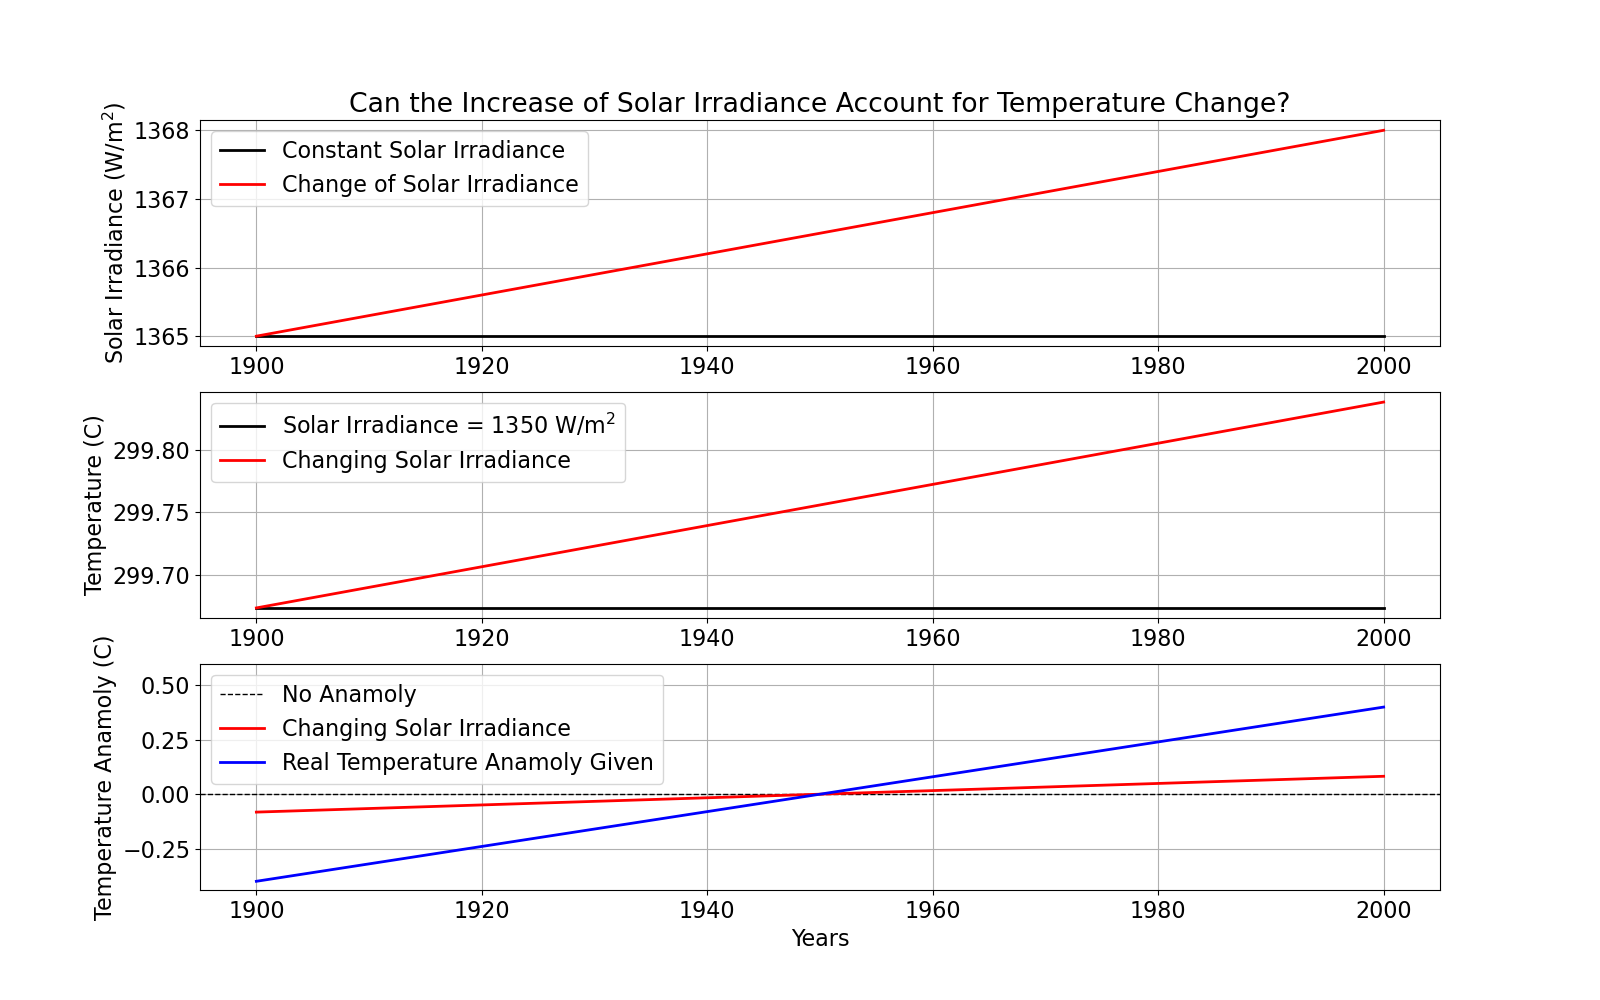 Can the Increase of Solar Irradiance Account for Temperature Change?
Solar Irradiance (W/m²)
1368
1367
1366
1365
Constant Solar Irradiance
Change of Solar Irradiance
1900 1920 1940 1960 1980 2000
Temperature (C)
299.80
299.75
299.70
Solar Irradiance = 1350 W/m²
Changing Solar Irradiance
1900 1920 1940 1960 1980 2000
Temperature Anamoly (C)
0.50
0.25
0.00
−0.25
No Anamoly
Changing Solar Irradiance
Real Temperature Anamoly Given
1900 1920 1940 1960 1980 2000
Years